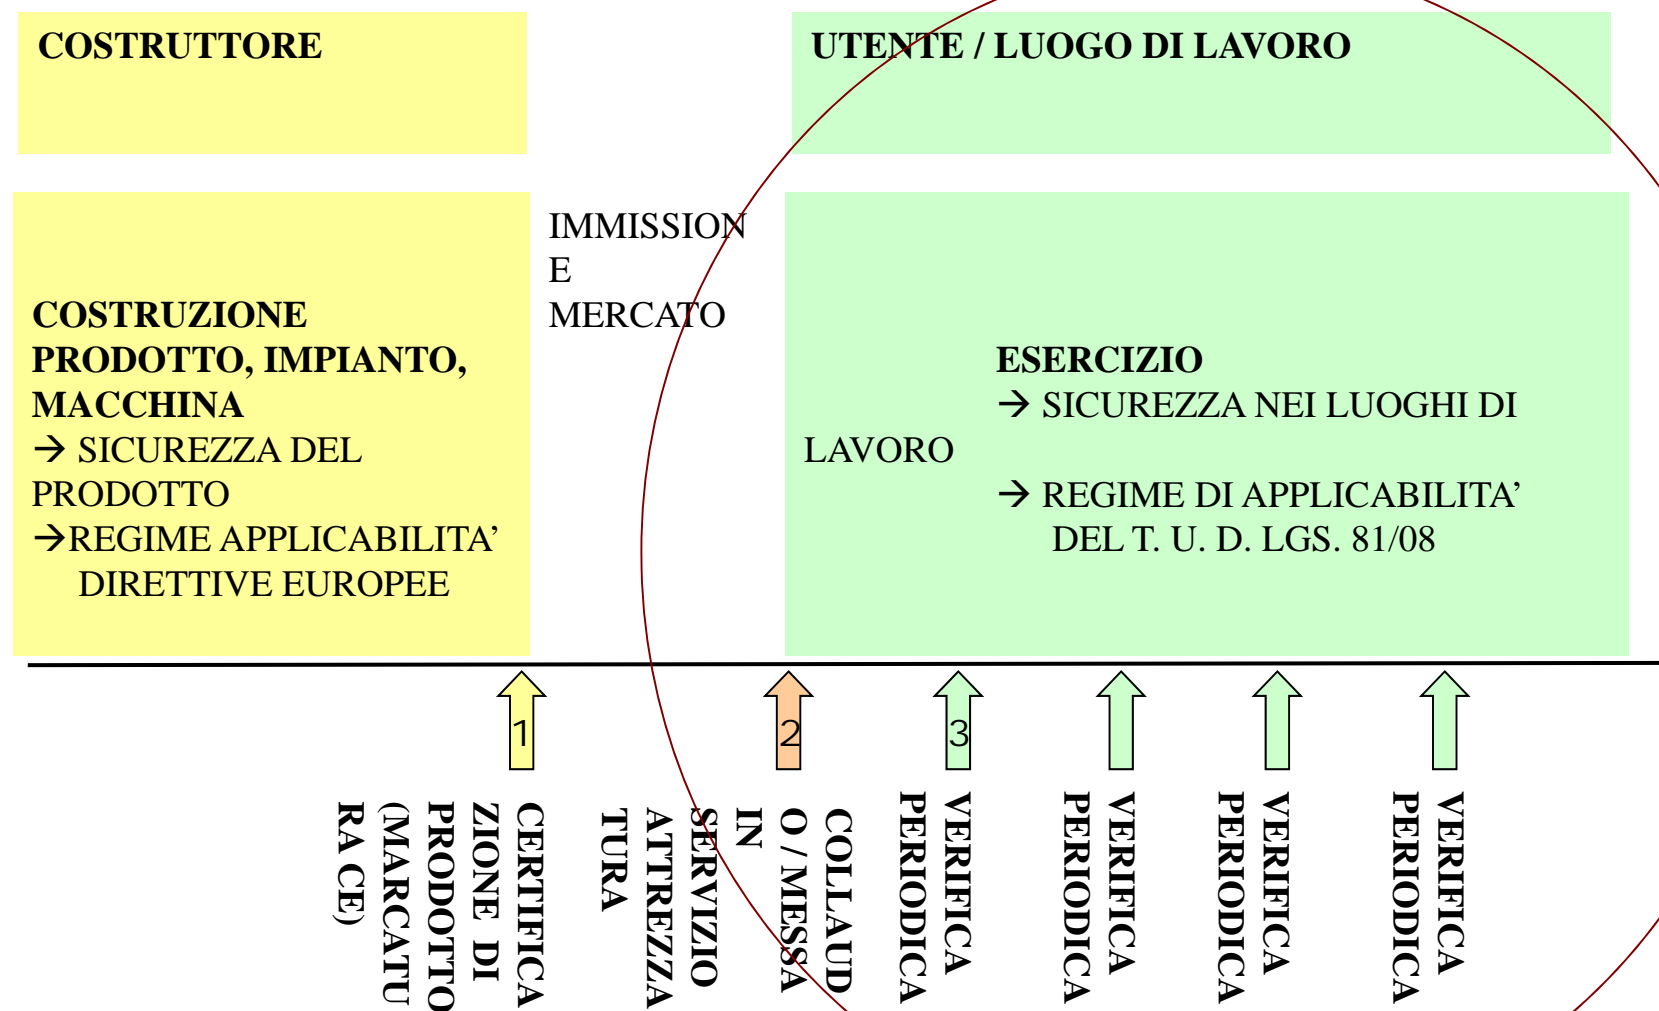 COSTRUTTORE
UTENTE / LUOGO DI LAVORO
COSTRUZIONE
PRODOTTO, IMPIANTO,
MACCHINA
→ SICUREZZA DEL
PRODOTTO
→REGIME APPLICABILITA’
DIRETTIVE EUROPEE
IMMISSION
E
MERCATO
ESERCIZIO
→ SICUREZZA NEI LUOGHI DI
LAVORO
→ REGIME DI APPLICABILITA’
DEL T. U. D. LGS. 81/08
1
2
3
CERTIFICA
ZIONE DI
PRODOTTO
(MARCATU
RA CE)
COLLAUD
O / MESSA
IN
SERVIZIO
ATTREZZA
TURA
VERIFICA
PERIODICA
VERIFICA
PERIODICA
VERIFICA
PERIODICA
VERIFICA
PERIODICA